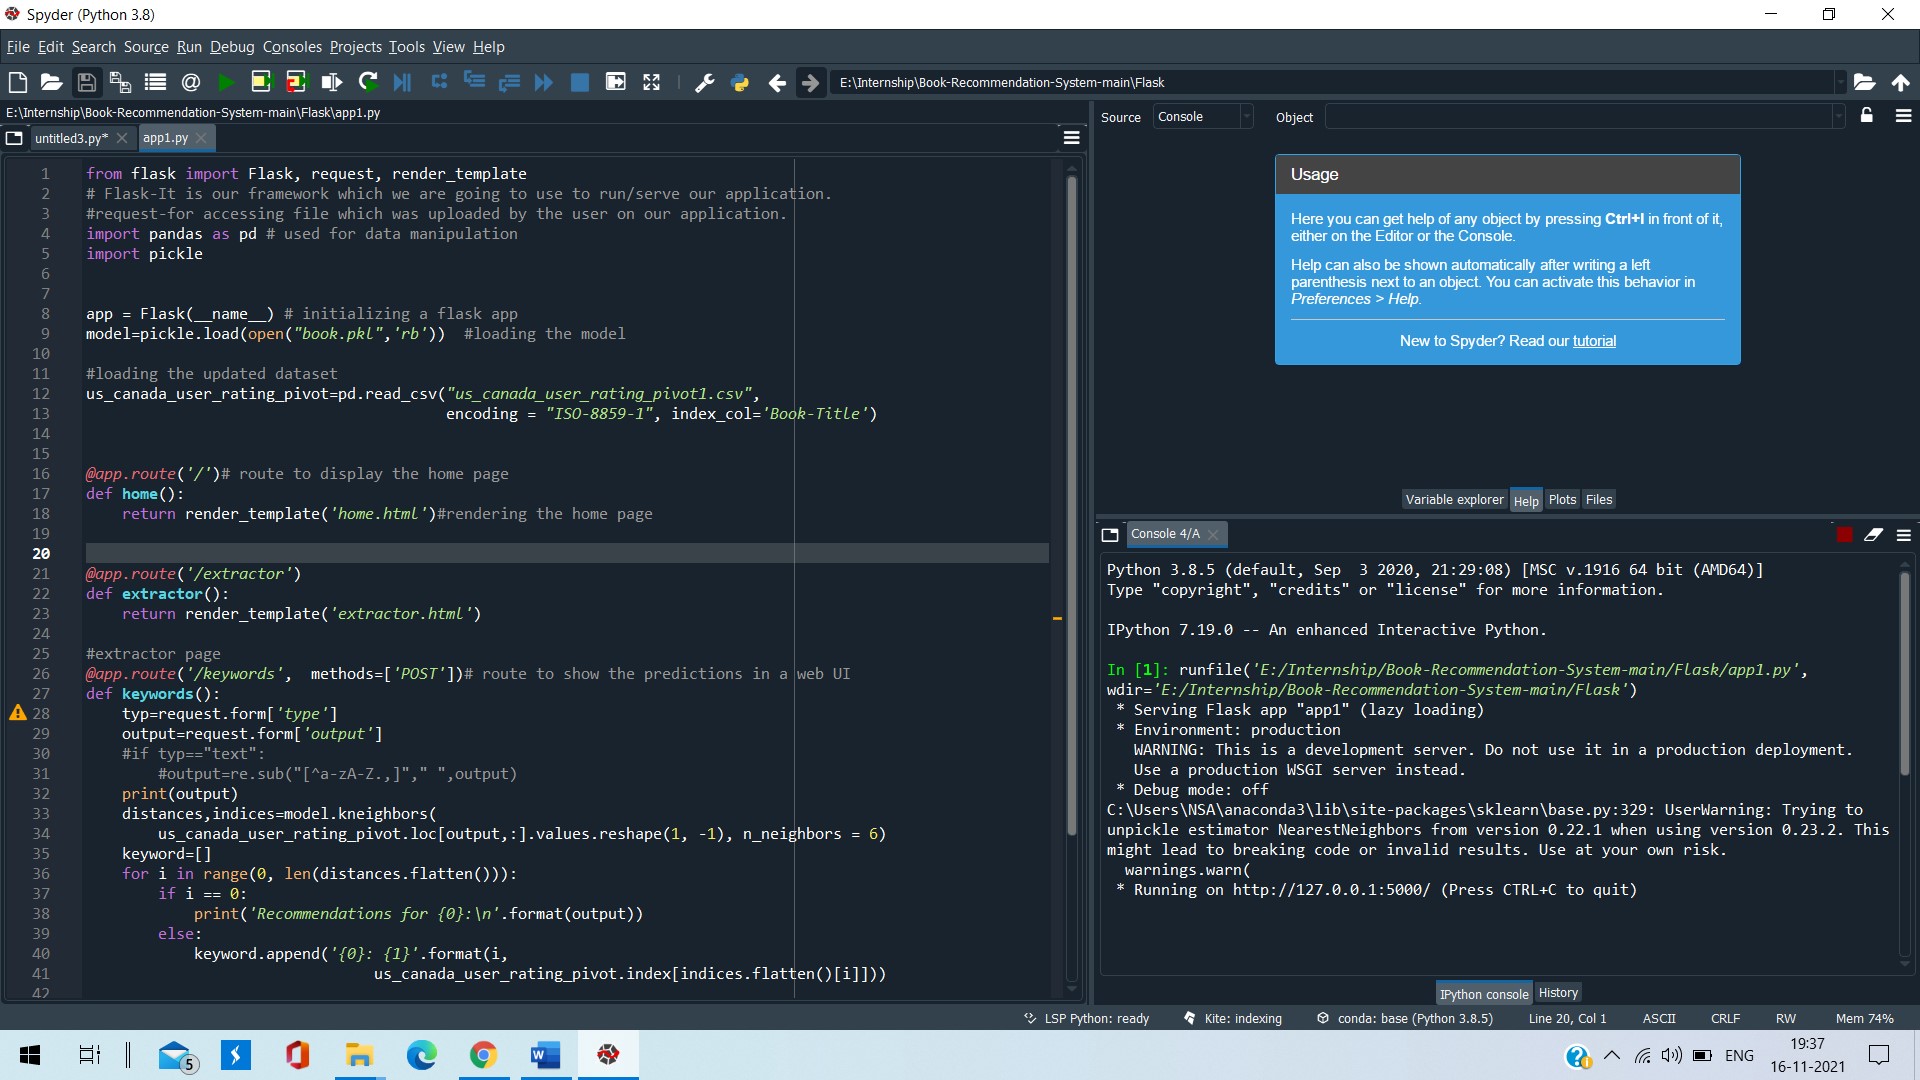 Spyder (Python 3.8)
File Edit Search Source Run Debug Consoles Projects Tools View Help
E:\Internship\Book-Recommendation-System-main\Flask
E:\Internship\Book-Recommendation-System-main\Flask\app1.py
untitled3.py*
app1.py
1 from flask import Flask, request, render_template
2 # Flask-It is our framework which we are going to use to run/serve our application.
3 #request-for accessing file which was uploaded by the user on our application.
4 import pandas as pd # used for data manipulation
5 import pickle
6
7
8 app = Flask(__name__) # initializing a flask app
9 model=pickle.load(open("book.pkl",'rb'))  #loading the model
10
11 #loading the updated dataset
12 us_canada_user_rating_pivot=pd.read_csv("us_canada_user_rating_pivot1.csv",
13 encoding = "ISO-8859-1", index_col='Book-Title')
14
15
16 @app.route('/')# route to display the home page
17 def home():
18 return render_template('home.html')#rendering the home page
19
20
21 @app.route('/extractor')
22 def extractor():
23 return render_template('extractor.html')
24
25 #extractor page
26 @app.route('/keywords',  methods=['POST'])# route to show the predictions in a web UI
27 def keywords():
28 typ=request.form['type']
29 output=request.form['output']
30 #if typ=="text":
31 #output=re.sub("[^a-zA-Z.,]"," ",output)
32 print(output)
33 distances,indices=model.kneighbors(
34 us_canada_user_rating_pivot.loc[output,:].values.reshape(1, -1), n_neighbors = 6)
35 keyword=[]
36 for i in range(0, len(distances.flatten())):
37 if i == 0:
38 print('Recommendations for {0}:\n'.format(output))
39 else:
40 keyword.append('{0}: {1}'.format(i,
41 us_canada_user_rating_pivot.index[indices.flatten()[i]]))
42
Source Console Object
Usage
Here you can get help of any object by pressing Ctrl+I in front of it,
either on the Editor or the Console.
Help can also be shown automatically after writing a left
parenthesis next to an object. You can activate this behavior in
Preferences > Help.
New to Spyder? Read our tutorial
Variable explorer Help Plots Files
Console 4/A
Python 3.8.5 (default, Sep  3 2020, 21:29:08) [MSC v.1916 64 bit (AMD64)]
Type "copyright", "credits" or "license" for more information.
IPython 7.19.0 -- An enhanced Interactive Python.
In [1]: runfile('E:/Internship/Book-Recommendation-System-main/Flask/app1.py',
wdir='E:/Internship/Book-Recommendation-System-main/Flask')
* Serving Flask app "app1" (lazy loading)
* Environment: production
WARNING: This is a development server. Do not use it in a production deployment.
Use a production WSGI server instead.
* Debug mode: off
C:\Users\NSA\anaconda3\lib\site-packages\sklearn\base.py:329: UserWarning: Trying to
unpickle estimator NearestNeighbors from version 0.22.1 when using version 0.23.2. This
might lead to breaking code or invalid results. Use at your own risk.
warnings.warn(
* Running on http://127.0.0.1:5000/ (Press CTRL+C to quit)
IPython console History
LSP Python: ready Kite: indexing conda: base (Python 3.8.5) Line 20, Col 1 ASCII CRLF RW Mem 74%
5
ENG
19:37
16-11-2021